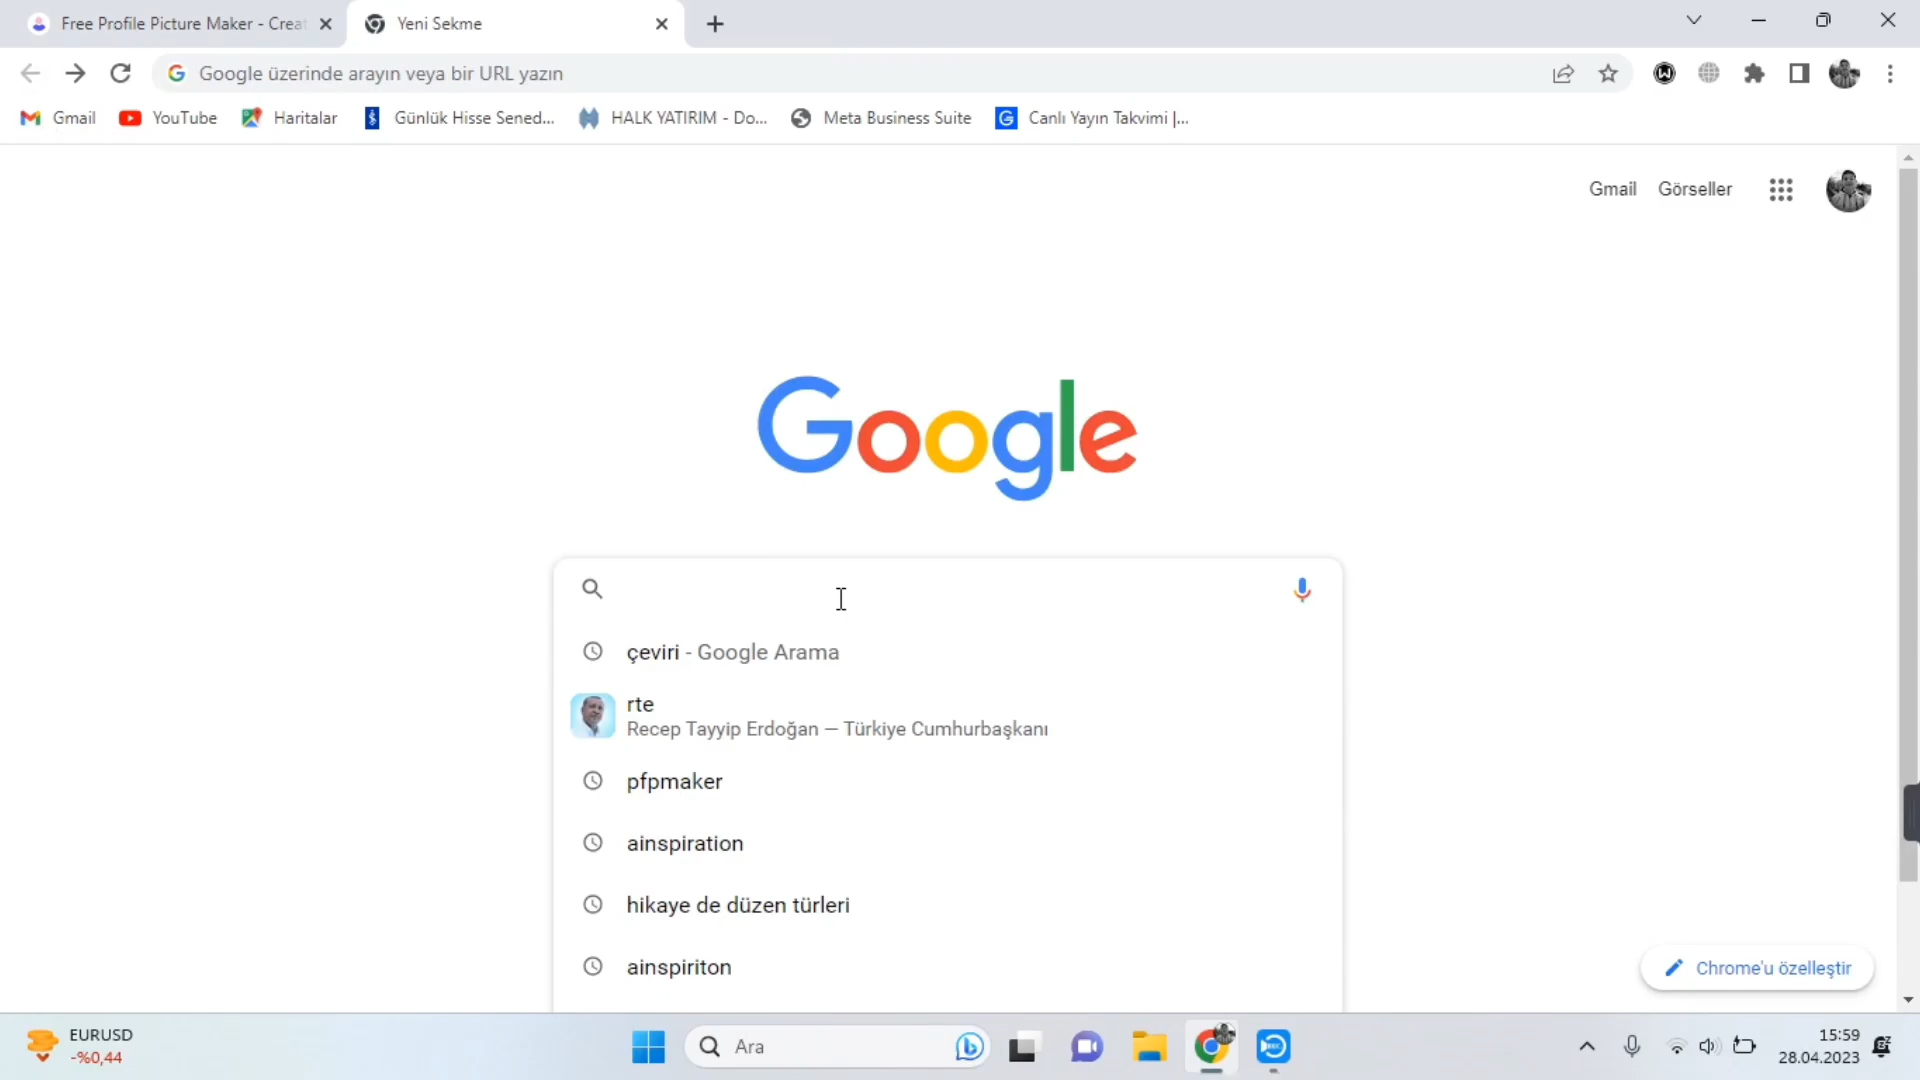 Free Profile Picture Maker - Creat
Yeni Sekme
Google üzerinde arayın veya bir URL yazın
Gmail
YouTube
Haritalar
Günlük Hisse Sened...
HALK YATIRIM - Do...
Meta Business Suite
Canlı Yayın Takvimi |...
Gmail
Görseller
Google
çeviri - Google Arama
rte
Recep Tayyip Erdoğan — Türkiye Cumhurbaşkanı
pfpmaker
ainspiration
hikaye de düzen türleri
ainspiriton
Chrome'u özelleştir
EURUSD
-%0,44
Ara
15:59
28.04.2023